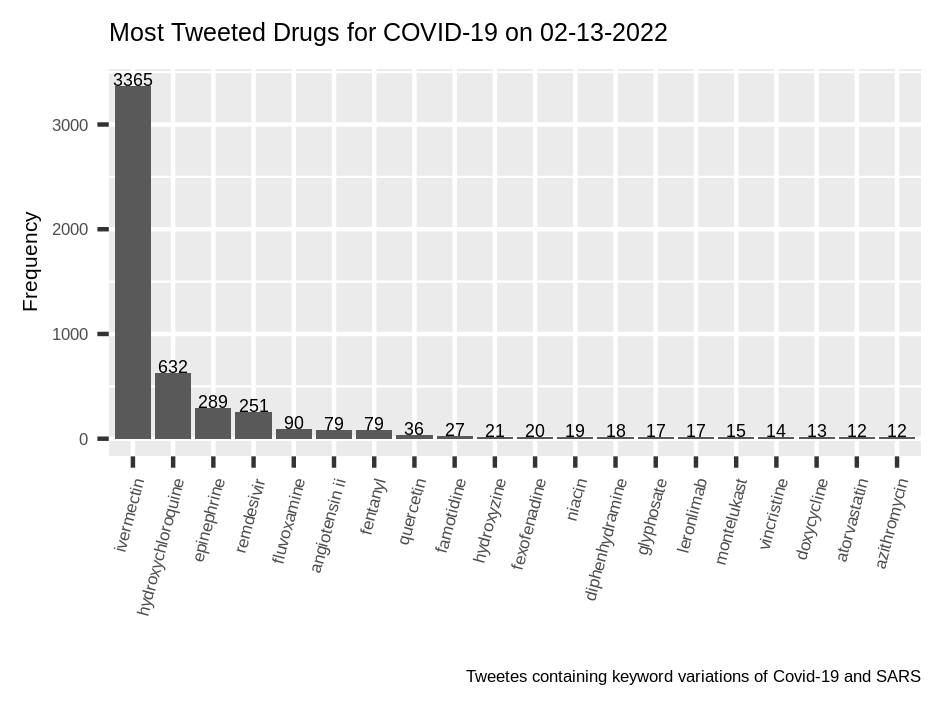 Most Tweeted Drugs for COVID-19 on 02-13-2022
Frequency
3000
2000
1000
0
3365
632
289
251
90
79
79
36
27
21
20
19
18
17
17
15
14
13
12
12
ivermectin
hydroxychloroquine
epinephrine
remdesivir
fluvoxamine
angiotensin ii
fentanyl
quercetin
famotidine
hydroxyzine
fexofenadine
niacin
diphenhydramine
glyphosate
leronlimab
montelukast
vincristine
doxycycline
atorvastatin
azithromycin
Tweetes containing keyword variations of Covid-19 and SARS